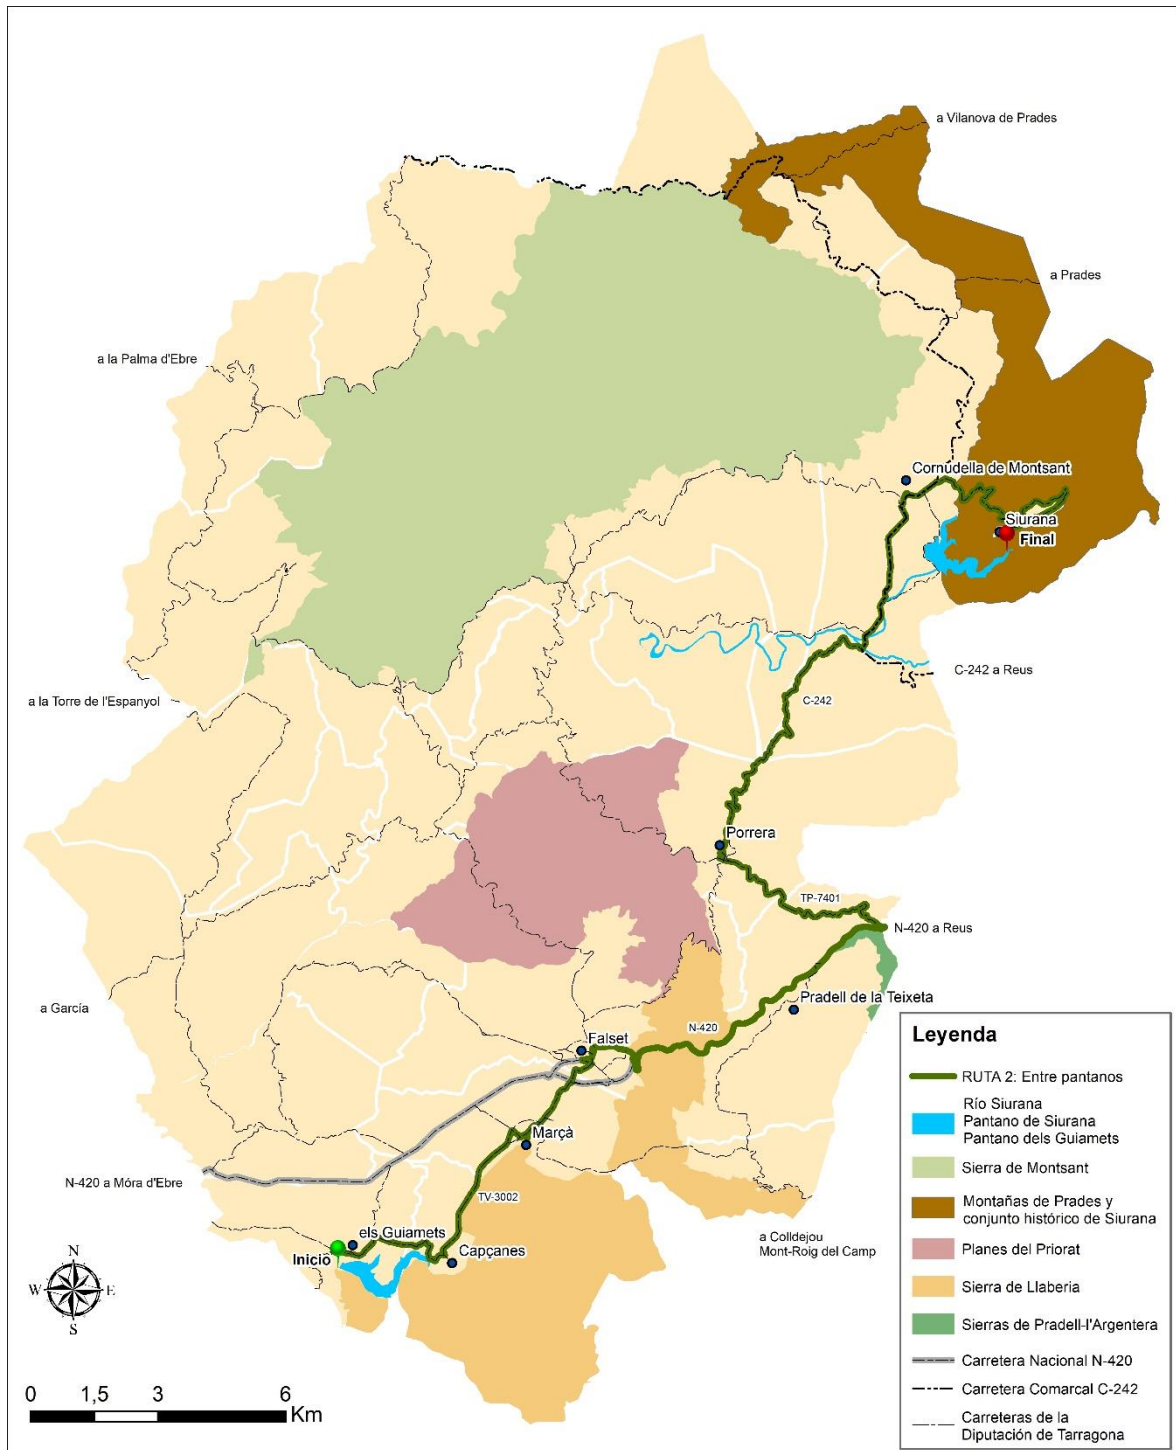 a Vilanova de Prades
a Prades
a la Palma d'Ebre
Cornudella de Montsant
Siurana
Final
C-242 a Reus
a la Torre de l'Espanyol
C-242
Porrera
TP-7401
N-420 a Reus
a García
Pradell de la Teixeta
N-420
Falset
Marçà
N-420 a Móra d'Ebre
TV-3002
els Guiamets
Inicio
Capçanes
a Colldejou
Mont-Roig del Camp
N
W
E
S
0
1,5
3
6
Km
Leyenda
RUTA 2: Entre pantanos
Río Siurana
Pantano de Siurana
Pantano dels Guiamets
Sierra de Montsant
Montañas de Prades y
conjunto histórico de Siurana
Planes del Priorat
Sierra de Llaberia
Sierras de Pradell-l'Argentera
Carretera Nacional N-420
Carretera Comarcal C-242
Carreteras de la
Diputación de Tarragona